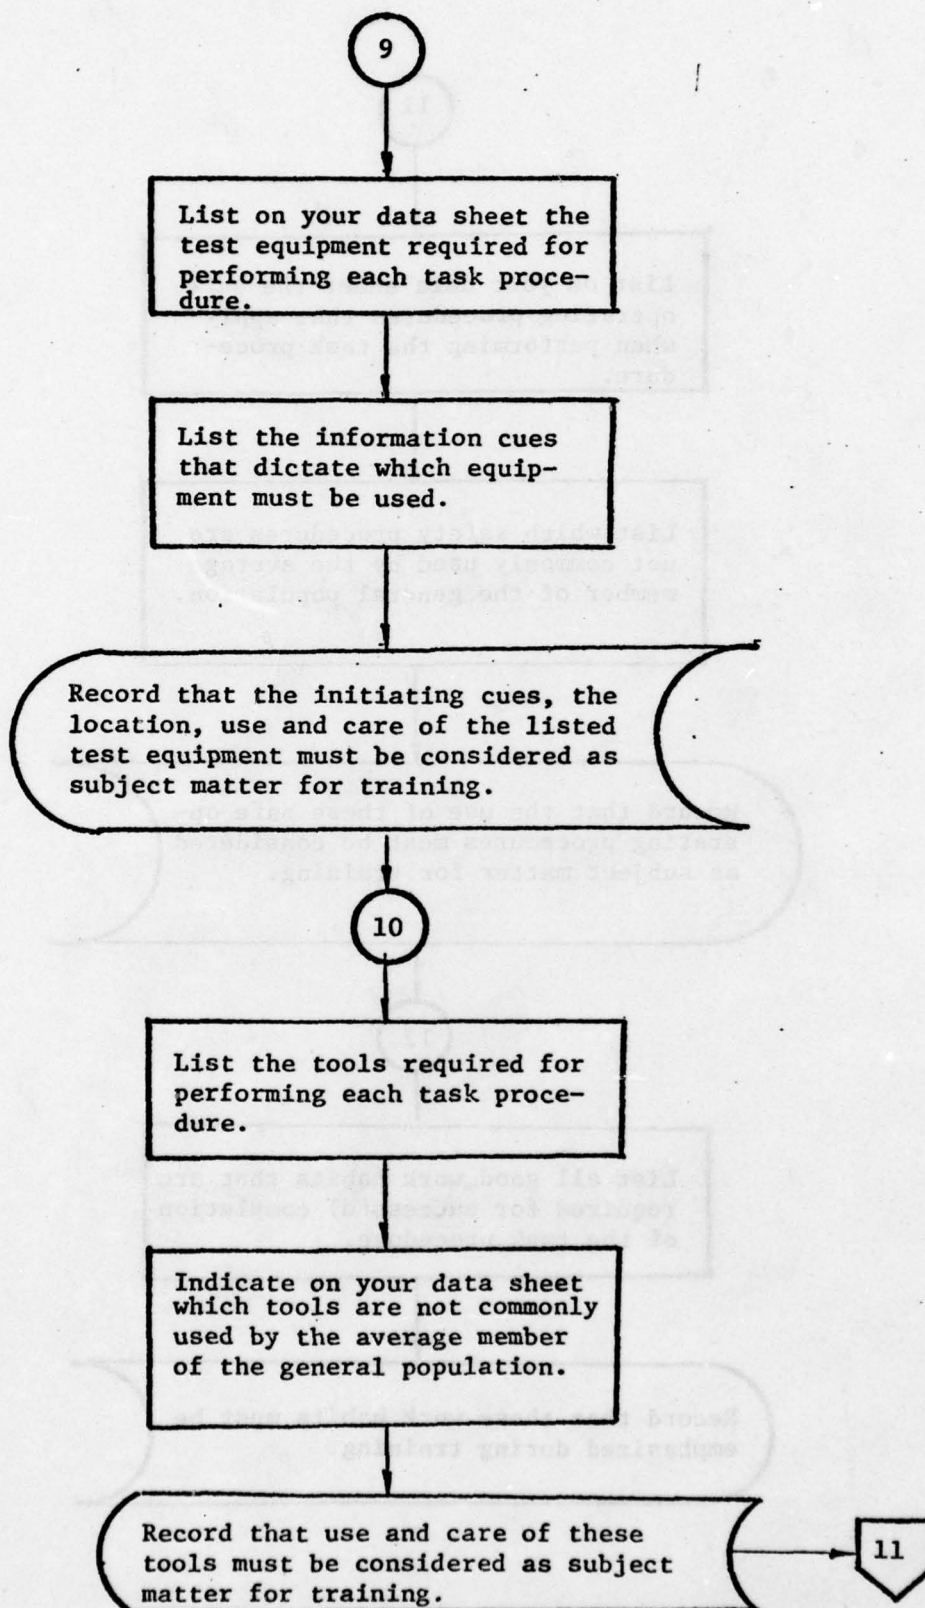 9
List on your data sheet the
test equipment required for
performing each task proce-
dure.
List the information cues
that dictate which equip-
ment must be used.
Record that the initiating cues, the
location, use and care of the listed
test equipment must be considered as
subject matter for training.
10
List the tools required for
performing each task proce-
dure.
Indicate on your data sheet
which tools are not commonly
used by the average member
of the general population.
Record that use and care of these
tools must be considered as subject
matter for training.
11